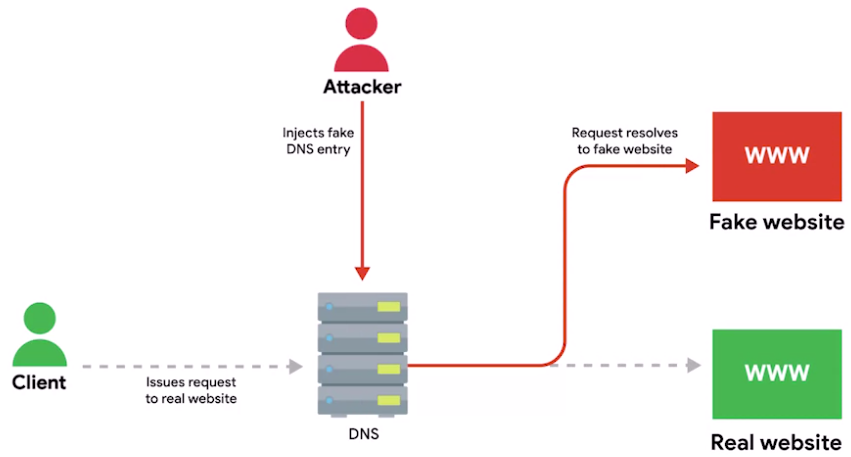 Attacker
Injects fake
DNS entry
Request resolves
to fake website
WWW
Fake website
Client
Issues request
to real website
DNS
WWW
Real website